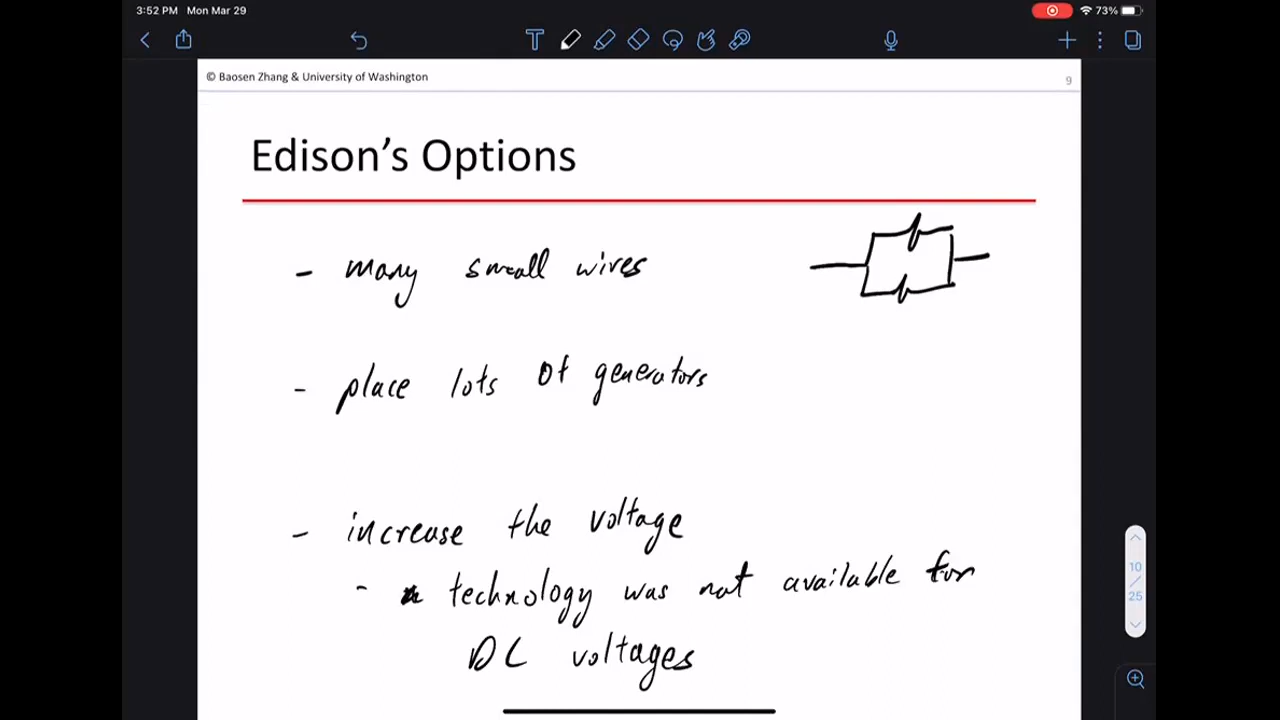 3:52 PM Mon Mar 29
73%
© Baosen Zhang & University of Washington
9
Edison's Options
- many small wires
- place lots of generators
- increase the voltage
- technology was not available for
DC voltages
10
25